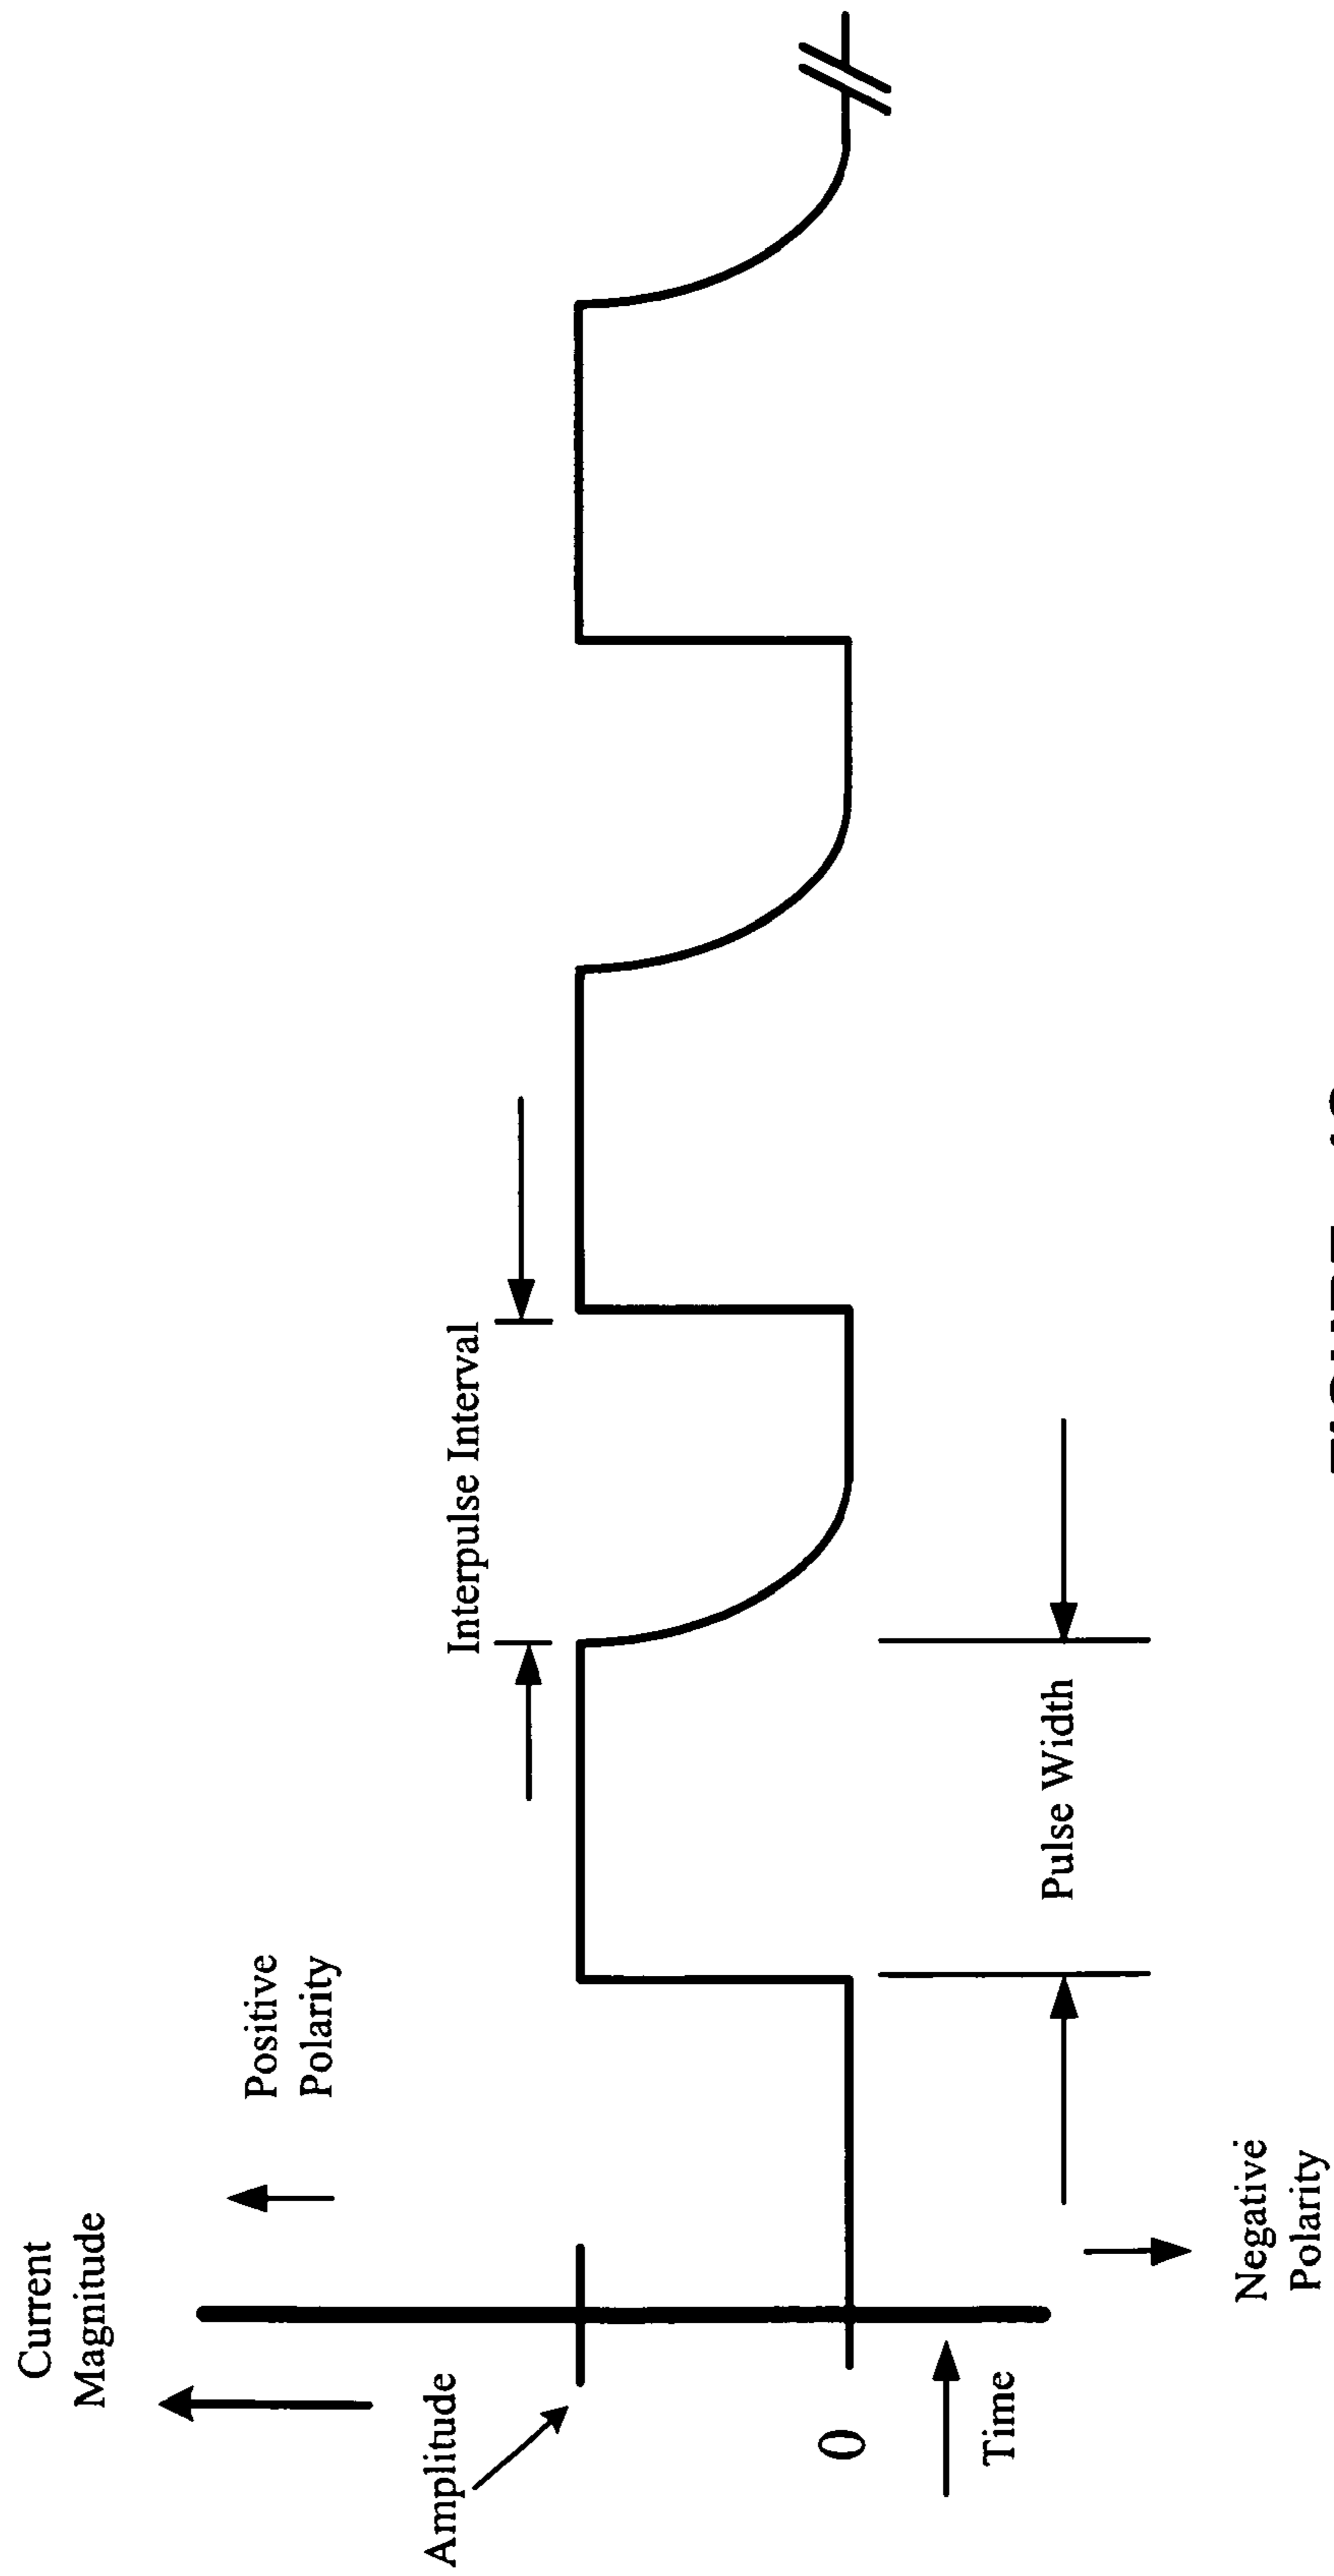 Current
Magnitude
Positive
Polarity
Amplitude
Interpulse Interval
0
Time
Pulse Width
Negative
Polarity